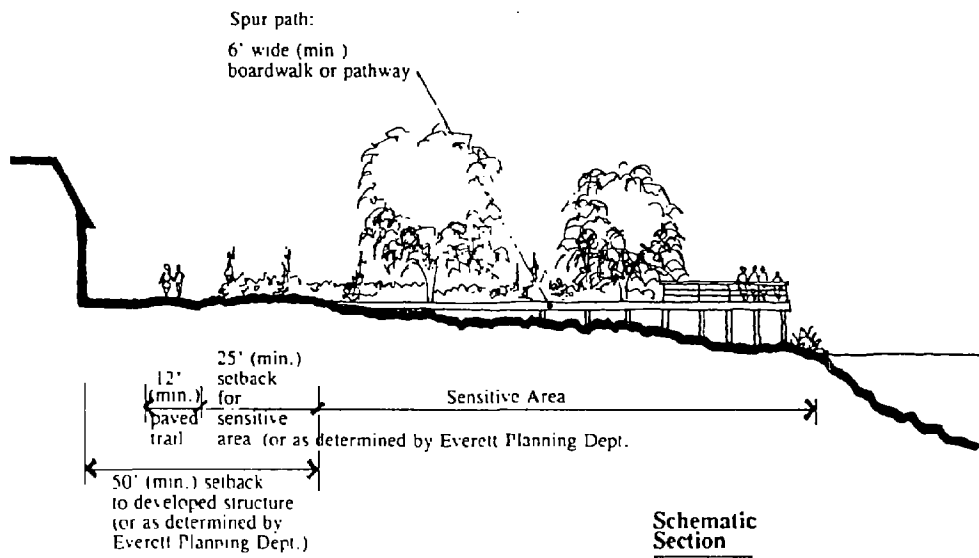 Spur path:
6' wide (min.)
boardwalk or pathway
12'
(min.)
paved
trail
25' (min.)
setback
for
sensitive
area (or as determined by Everett Planning Dept.
Sensitive Area
50' (min.) setback
to developed structure
(or as determined by
Everett Planning Dept.)
Schematic
Section